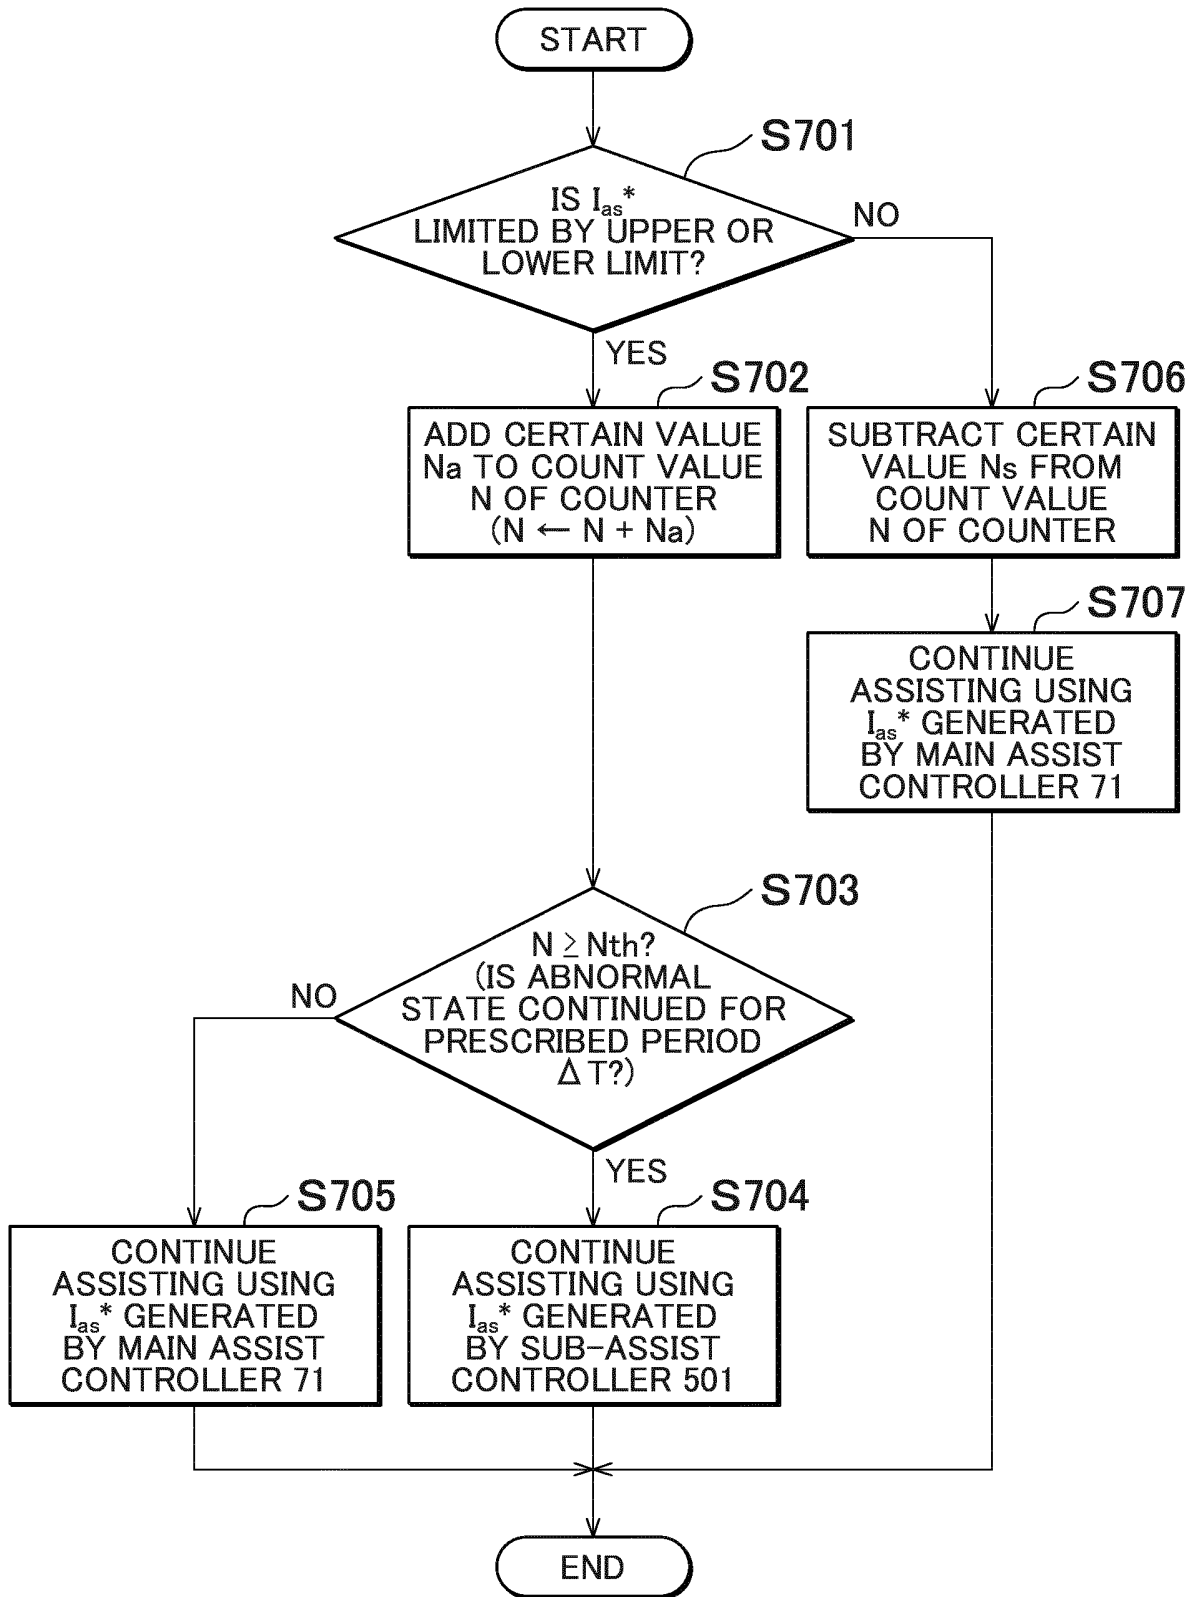 START
S701
IS Ias*
LIMITED BY UPPER OR
LOWER LIMIT?
NO
YES
S702
ADD CERTAIN VALUE
Na TO COUNT VALUE
N OF COUNTER
(N ← N + Na)
S706
SUBTRACT CERTAIN
VALUE Ns FROM
COUNT VALUE
N OF COUNTER
S707
CONTINUE
ASSISTING USING
Ias* GENERATED
BY MAIN ASSIST
CONTROLLER 71
S703
N ≥ Nth?
(IS ABNORMAL
STATE CONTINUED FOR
PRESCRIBED PERIOD
Δ T?)
NO
YES
S705
CONTINUE
ASSISTING USING
Ias* GENERATED
BY MAIN ASSIST
CONTROLLER 71
S704
CONTINUE
ASSISTING USING
Ias* GENERATED
BY SUB-ASSIST
CONTROLLER 501
END